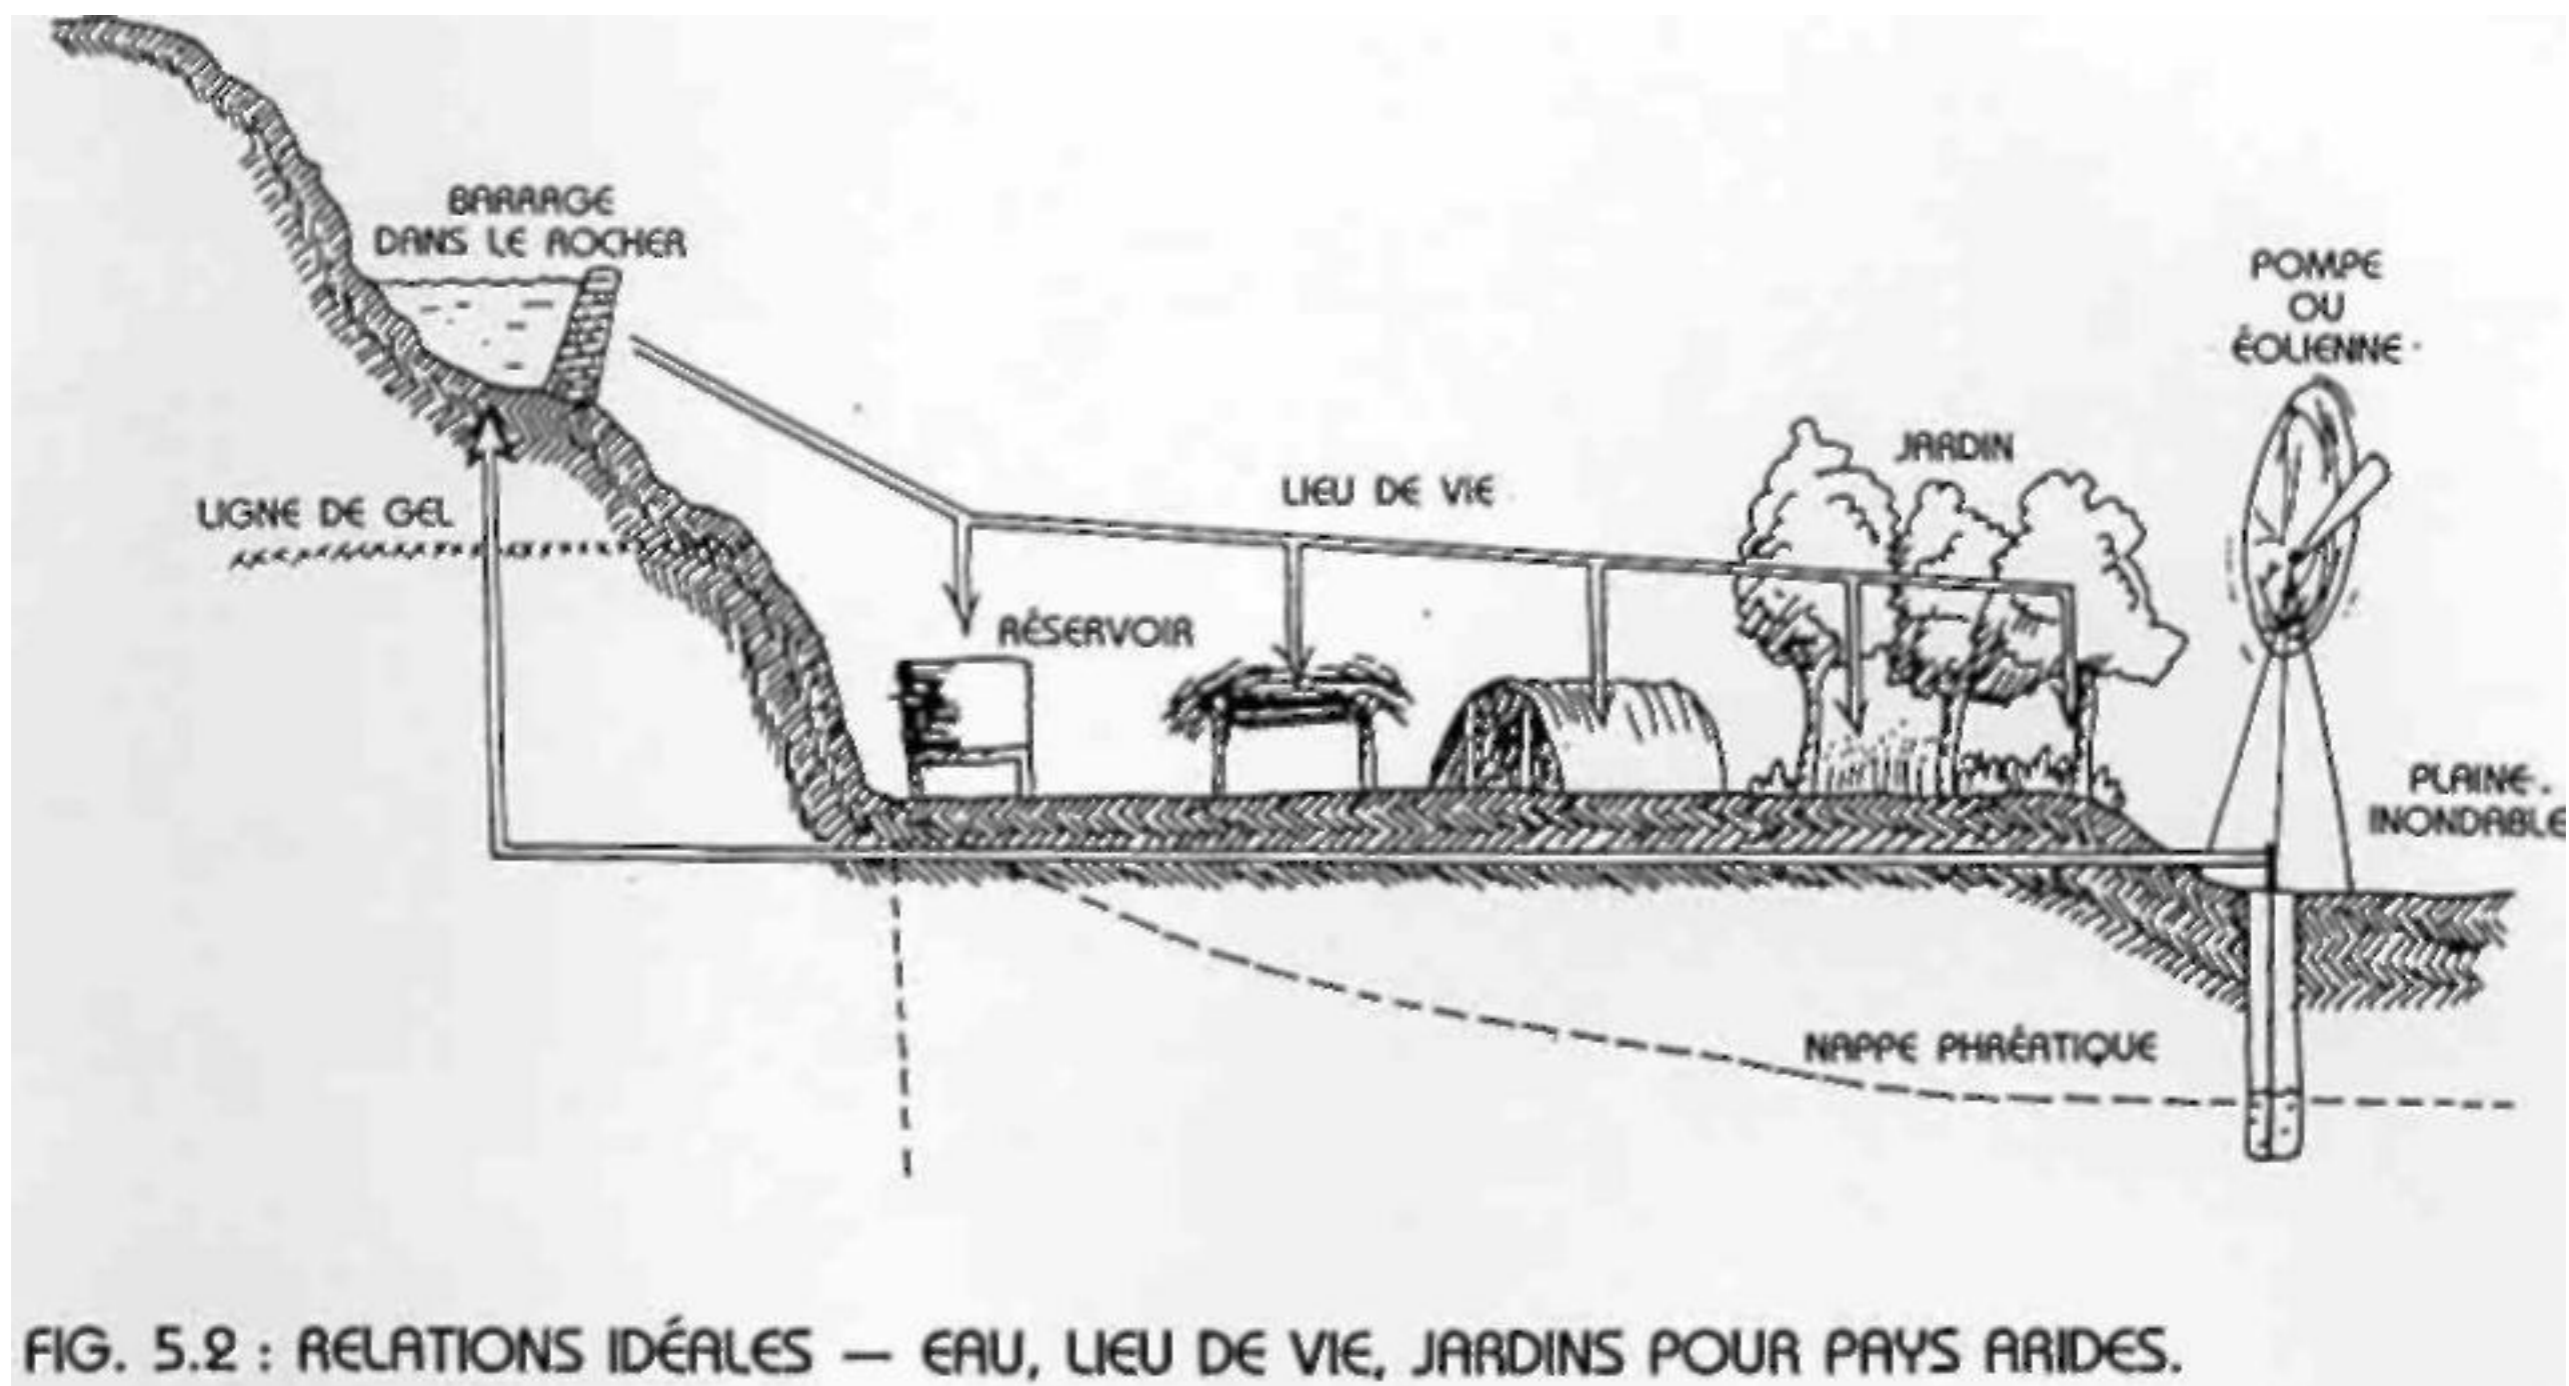 BARRAGE
DANS LE ROCHER
POMPE
OU
ÉOLIENNE
JARDIN
LIEU DE VIE
LIGNE DE GEL
RÉSERVOIR
PLAINE
INONDABLE
NAPPE PHRÉATIQUE
FIG. 5.2 : RELATIONS IDÉALES — EAU, LIEU DE VIE, JARDINS POUR PAYS ARIDES.